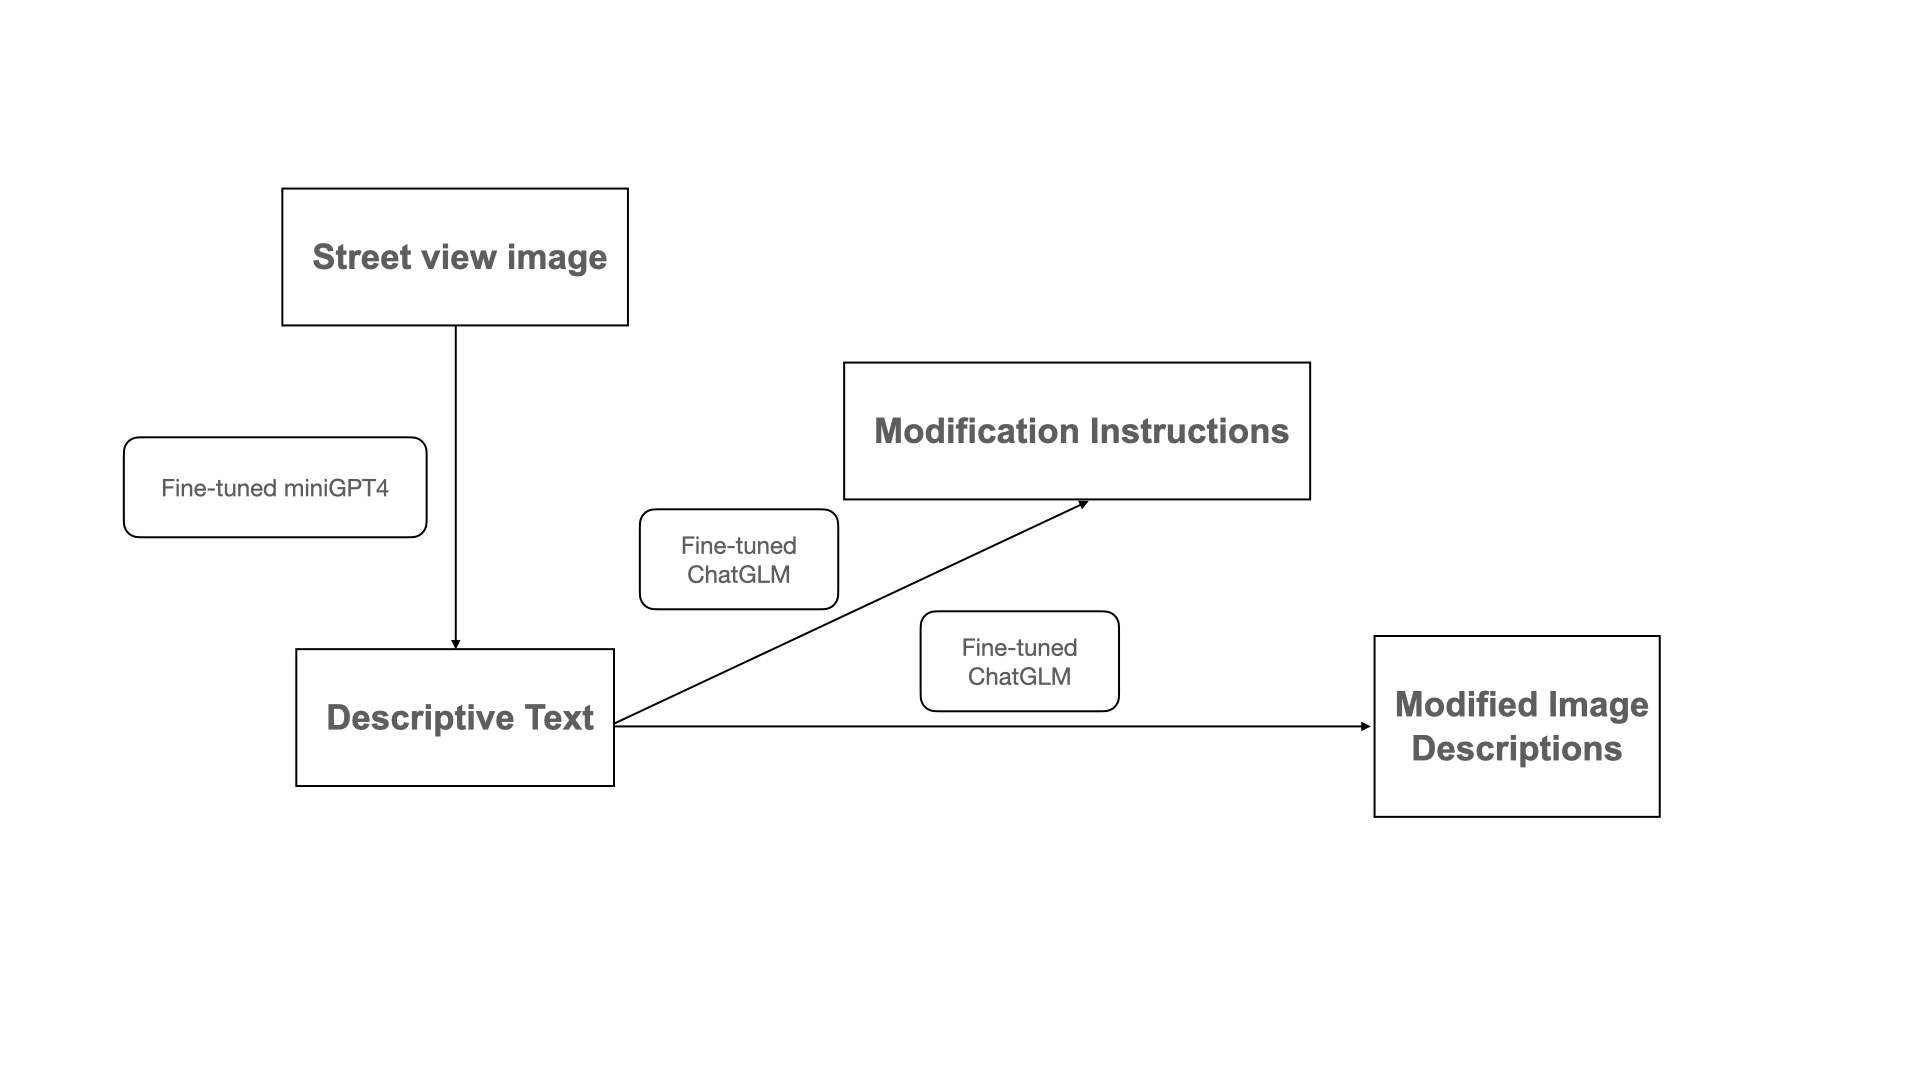 Street view image
Modification Instructions
Fine-tuned miniGPT4
Fine-tuned
ChatGLM
Fine-tuned
ChatGLM
Descriptive Text
Modified Image
Descriptions